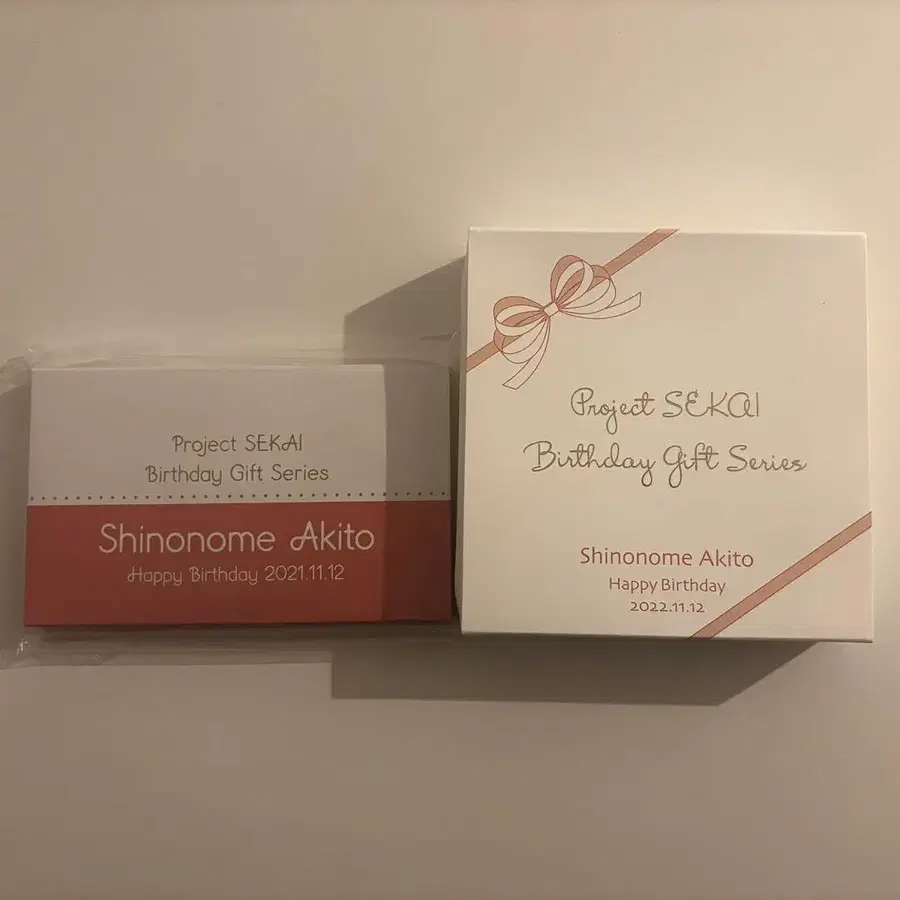 Project SEKAI
Birthday Gift Series
Shinonome Akito
Happy Birthday 2021.11.12
Project SEKAI
Birthday Gift Series
Shinonome Akito
Happy Birthday
2022.11.12